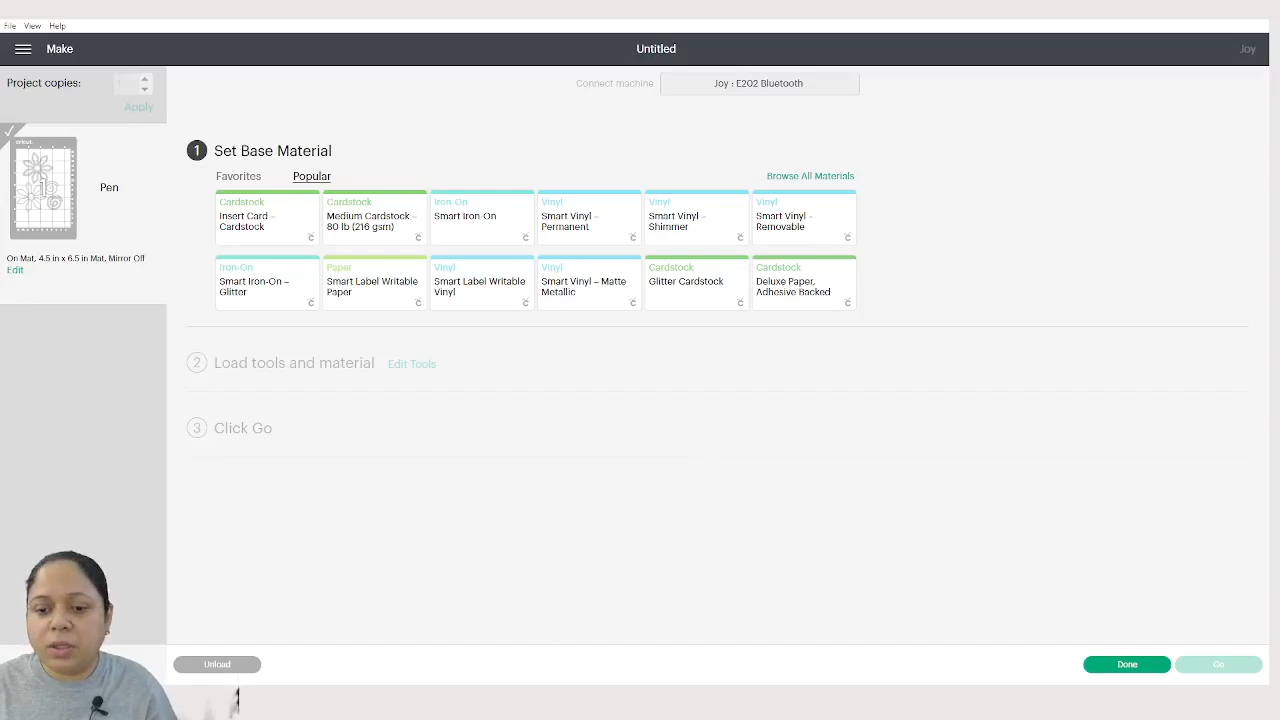 File View Help
Make
Untitled
Joy
Project copies:
1
Apply
Connect machine
Joy : E202 Bluetooth
cricut
Pen
On Mat, 4.5 in x 6.5 in Mat, Mirror Off
Edit
1 Set Base Material
Favorites Popular
Browse All Materials
Cardstock
Insert Card –
Cardstock
Cardstock
Medium Cardstock –
80 lb (216 gsm)
Iron-On
Smart Iron-On
Vinyl
Smart Vinyl –
Permanent
Vinyl
Smart Vinyl –
Shimmer
Vinyl
Smart Vinyl –
Removable
Iron-On
Smart Iron-On –
Glitter
Paper
Smart Label Writable
Paper
Vinyl
Smart Label Writable
Vinyl
Vinyl
Smart Vinyl – Matte
Metallic
Cardstock
Glitter Cardstock
Cardstock
Deluxe Paper,
Adhesive Backed
2 Load tools and material Edit Tools
3 Click Go
Unload
Done
Go